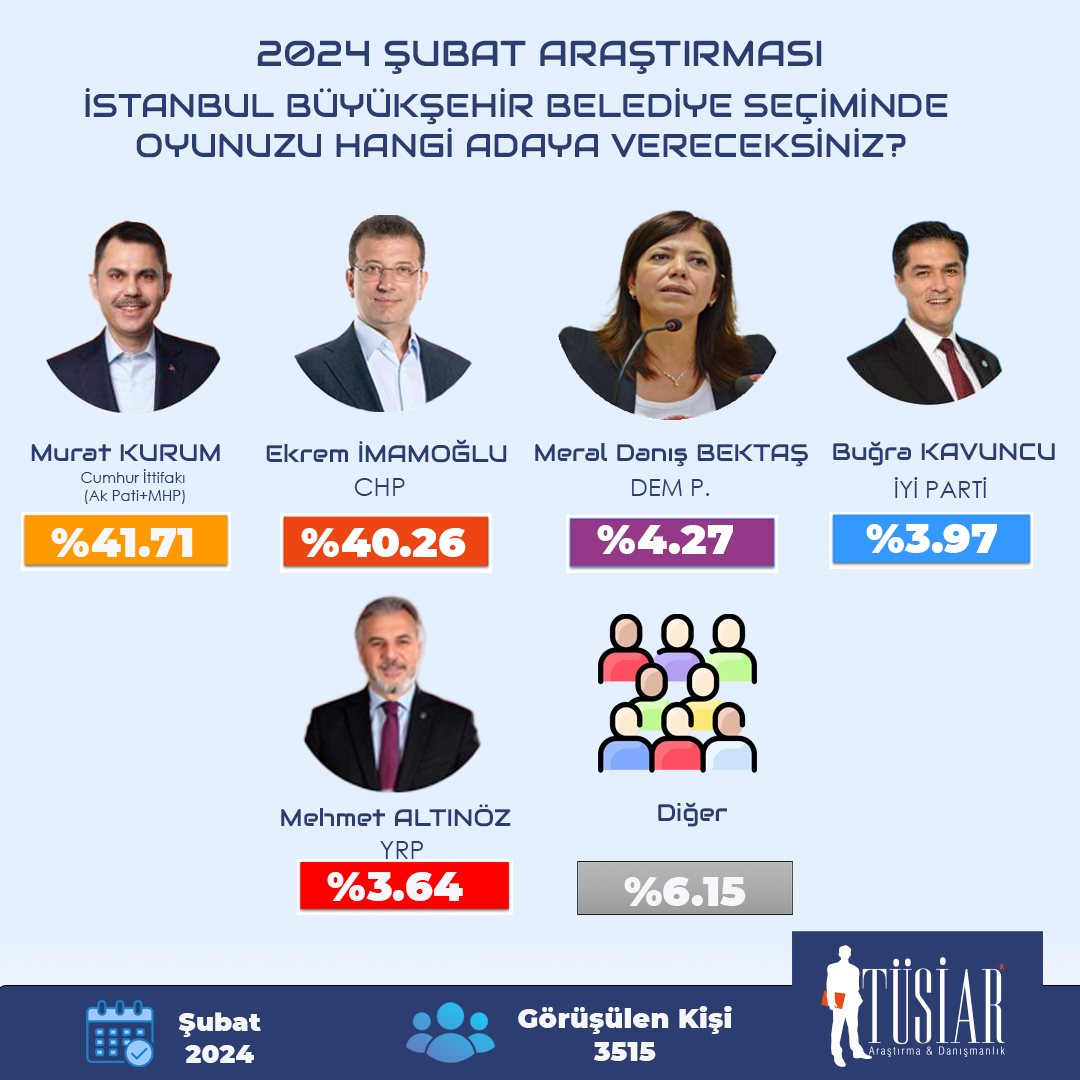 2024 ŞUBAT ARAŞTIRMASI
İSTANBUL BÜYÜKŞEHİR BELEDİYE SEÇİMİNDE
OYUNUZU HANGİ ADAYA VERECEKSİNİZ?
Murat KURUM
Cumhur İttifakı
(Ak Pati+MHP)
%41.71
Ekrem İMAMOĞLU
CHP
%40.26
Meral Danış BEKTAŞ
DEM P.
%4.27
Buğra KAVUNCU
İYİ PARTİ
%3.97
Mehmet ALTINÖZ
YRP
%3.64
Diğer
%6.15
Şubat
2024
Görüşülen Kişi
3515
TÜSİAR
Araştırma & Danışmanlık